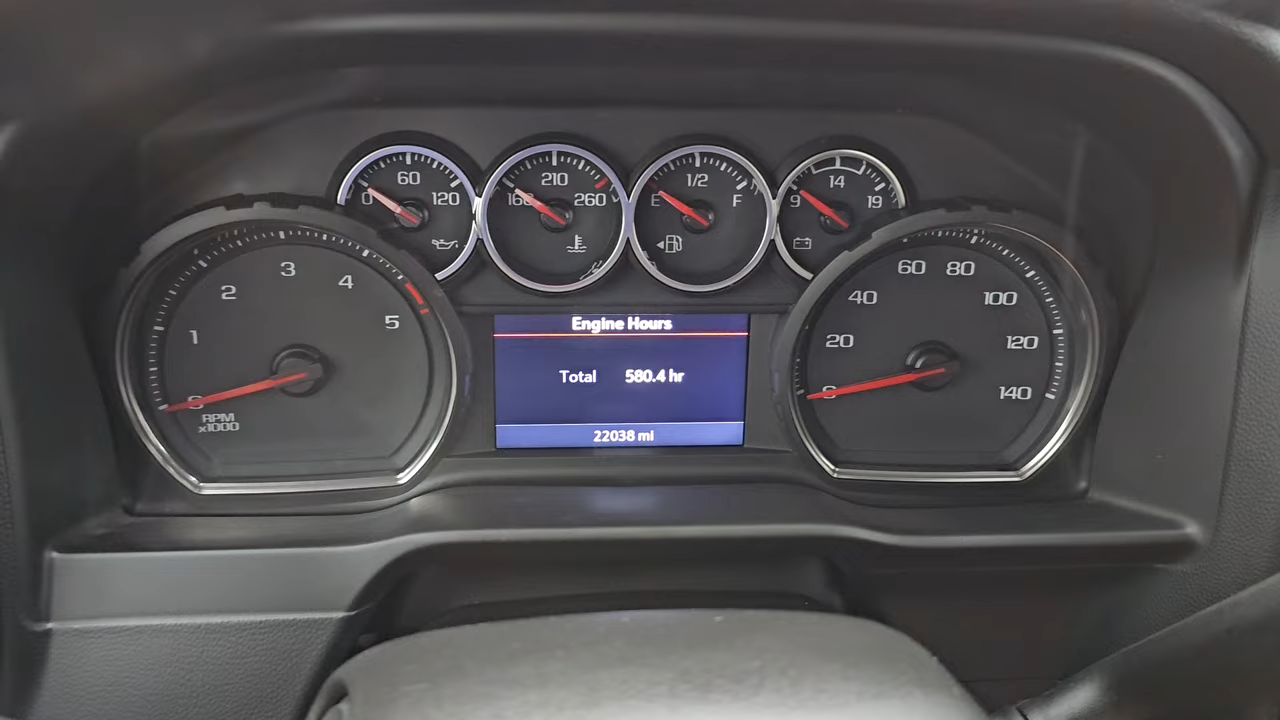 0 60 120
160 210 260
E 1/2 F
9 14 19
0 1 2 3 4 5
RPM
x1000
Engine Hours
Total 580.4 hr
22038 mi
0 20 40 60 80 100 120 140